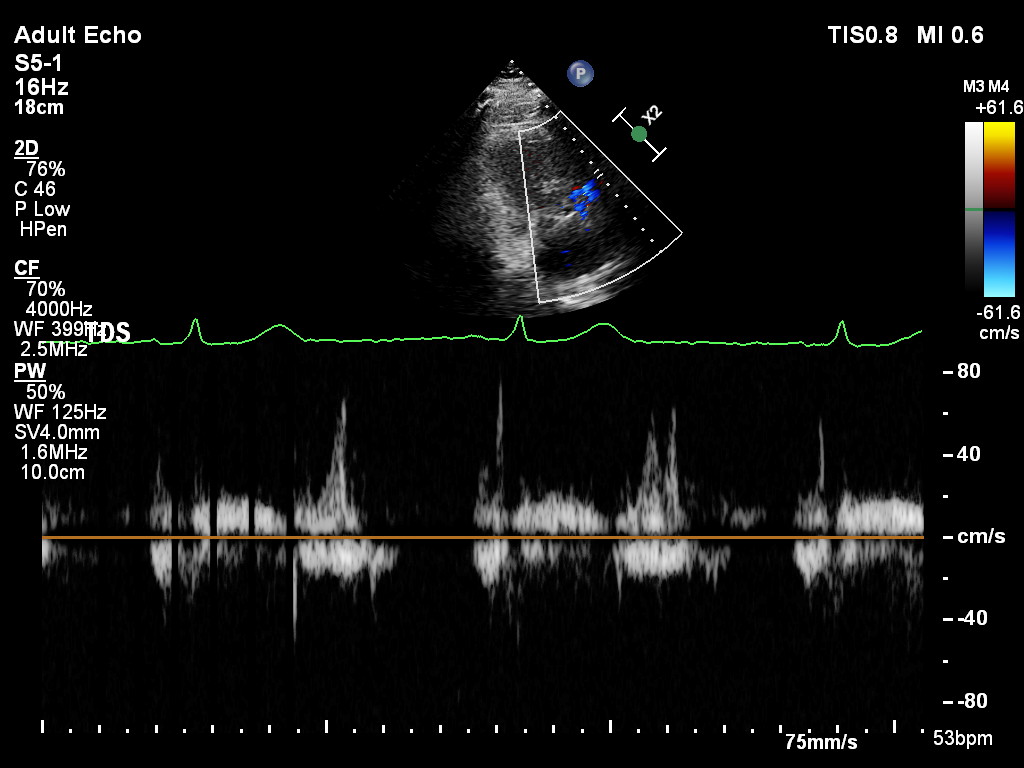 Adult Echo
TIS0.8 MI 0.6
S5-1
16Hz
18cm
2D
76%
C 46
P Low
HPen
CF
70%
4000Hz
WF 399Hz
2.5MHz
TDS
PW
50%
WF 125Hz
SV4.0mm
1.6MHz
10.0cm
P
X2
M3 M4
+61.6
-61.6
cm/s
80
40
cm/s
-40
-80
75mm/s
53bpm